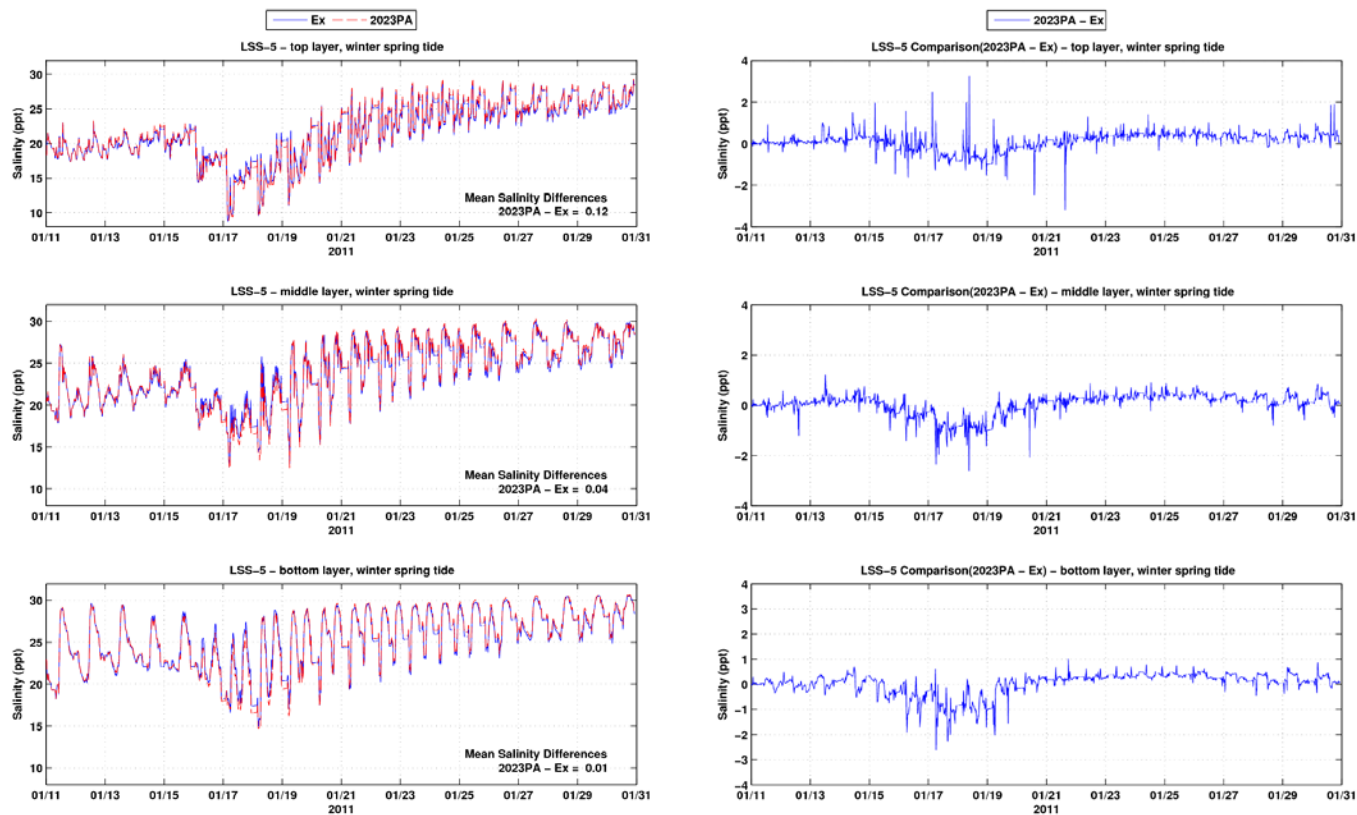 Ex 2023PA
LSS−5 − top layer, winter spring tide
Salinity (ppt)
30
25
20
15
10
01/11 01/13 01/15 01/17 01/19 01/21 01/23 01/25 01/27 01/29 01/31
2011
Mean Salinity Differences
2023PA − Ex = 0.12
2023PA − Ex
LSS−5 Comparison(2023PA − Ex) − top layer, winter spring tide
Salinity (ppt)
4
2
0
−2
−4
01/11 01/13 01/15 01/17 01/19 01/21 01/23 01/25 01/27 01/29 01/31
2011
LSS−5 − middle layer, winter spring tide
Salinity (ppt)
30
25
20
15
10
01/11 01/13 01/15 01/17 01/19 01/21 01/23 01/25 01/27 01/29 01/31
2011
Mean Salinity Differences
2023PA − Ex = 0.04
LSS−5 Comparison(2023PA − Ex) − middle layer, winter spring tide
Salinity (ppt)
4
2
0
−2
−4
01/11 01/13 01/15 01/17 01/19 01/21 01/23 01/25 01/27 01/29 01/31
2011
LSS−5 − bottom layer, winter spring tide
Salinity (ppt)
30
25
20
15
10
01/11 01/13 01/15 01/17 01/19 01/21 01/23 01/25 01/27 01/29 01/31
2011
Mean Salinity Differences
2023PA − Ex = 0.01
LSS−5 Comparison(2023PA − Ex) − bottom layer, winter spring tide
Salinity (ppt)
4
3
2
1
0
−1
−2
−3
−4
01/11 01/13 01/15 01/17 01/19 01/21 01/23 01/25 01/27 01/29 01/31
2011